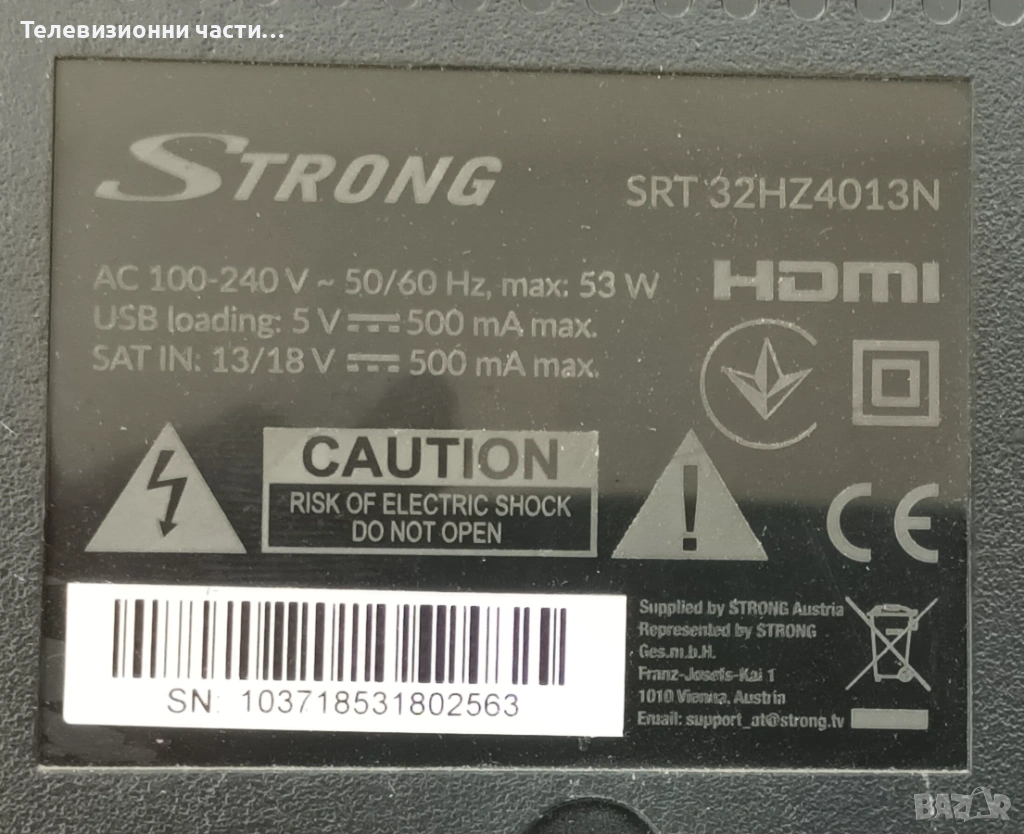 Телевизионни части...
STRONG
SRT 32HZ4013N
AC 100-240 V ~ 50/60 Hz, max: 53 W
HDMI
USB loading: 5 V⎓500 mA max.
SAT IN: 13/18 V ⎓ 500 mA max.
CAUTION
RISK OF ELECTRIC SHOCK
DO NOT OPEN
CE
SN: 103718531802563
Supplied by STRONG Austria
Represented by STRONG
Ges.m.b.H.
Franz-Josefs-Kai 1
1010 Vienna, Austria
Email: support_at@strong.tv
BAZAR